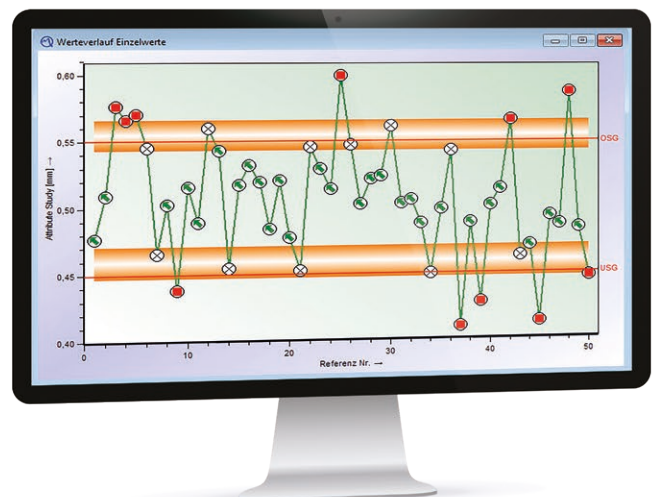 Werteverlauf Einzelwerte
0,60
0,55
0,50
0,45
0,40
Attribute Study [mm] →
OSG
USG
0 10 20 30 40 50
Referenz Nr. →